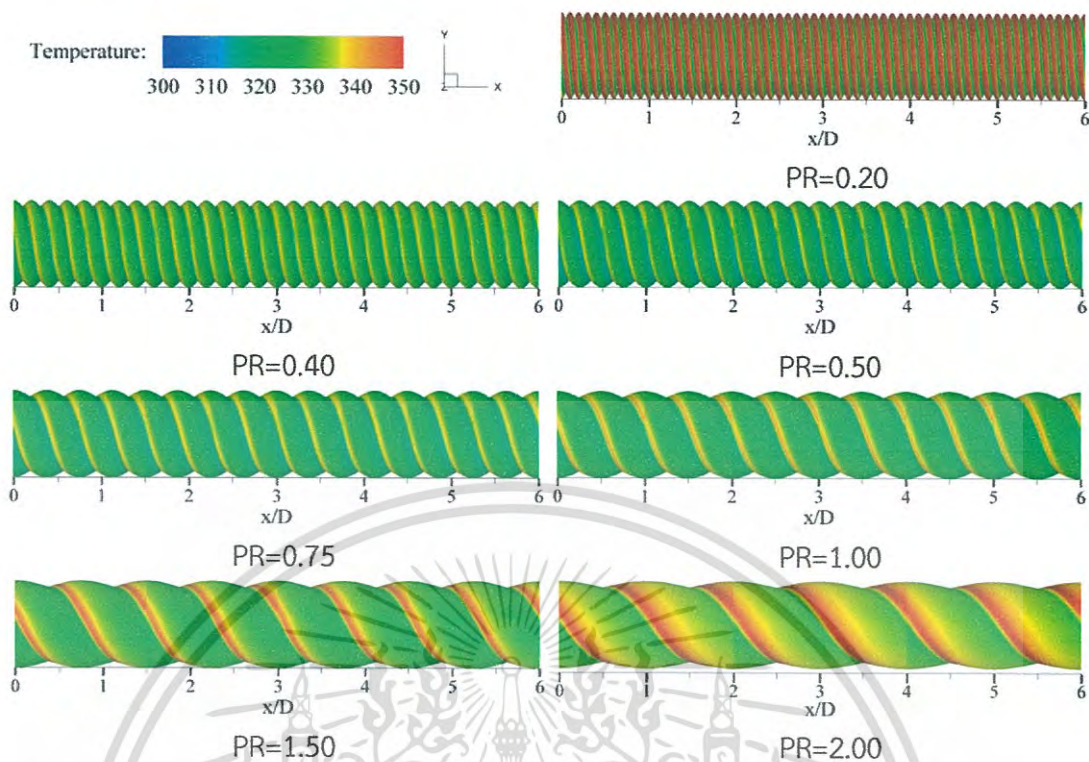 Temperature:
300 310 320 330 340 350
Y
Z X
0 1 2 3 4 5 6
x/D
PR=0.20
0 1 2 3 4 5 6
x/D
PR=0.40
0 1 2 3 4 5 6
x/D
PR=0.50
0 1 2 3 4 5 6
x/D
PR=0.75
0 1 2 3 4 5 6
x/D
PR=1.00
0 1 2 3 4 5 6
x/D
PR=1.50
0 1 2 3 4 5 6
x/D
PR=2.00